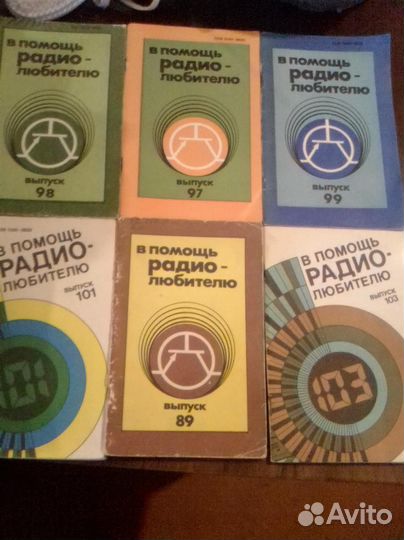 В ПОМОЩЬ
РАДИО-
ЛЮБИТЕЛЮ
ВЫПУСК
98
В ПОМОЩЬ
РАДИО-
ЛЮБИТЕЛЮ
ВЫПУСК
97
В ПОМОЩЬ
РАДИО-
ЛЮБИТЕЛЮ
ВЫПУСК
99
В ПОМОЩЬ
РАДИО-
ЛЮБИТЕЛЮ
ВЫПУСК
101
101
В ПОМОЩЬ
РАДИО-
ЛЮБИТЕЛЮ
ВЫПУСК
89
В ПОМОЩЬ
РАДИО-
ЛЮБИТЕЛЮ
ВЫПУСК
103
103
Avito